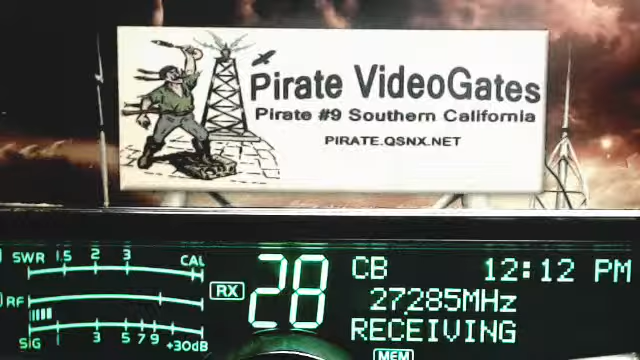 Pirate VideoGates
Pirate #9 Southern California
PIRATE.QSNX.NET
SWR 1.5 2 3 CAL
RF
SIG 1 3 5 7 9 +30dB
RX
28
CB 12:12 PM
27285MHz
RECEIVING
MEM